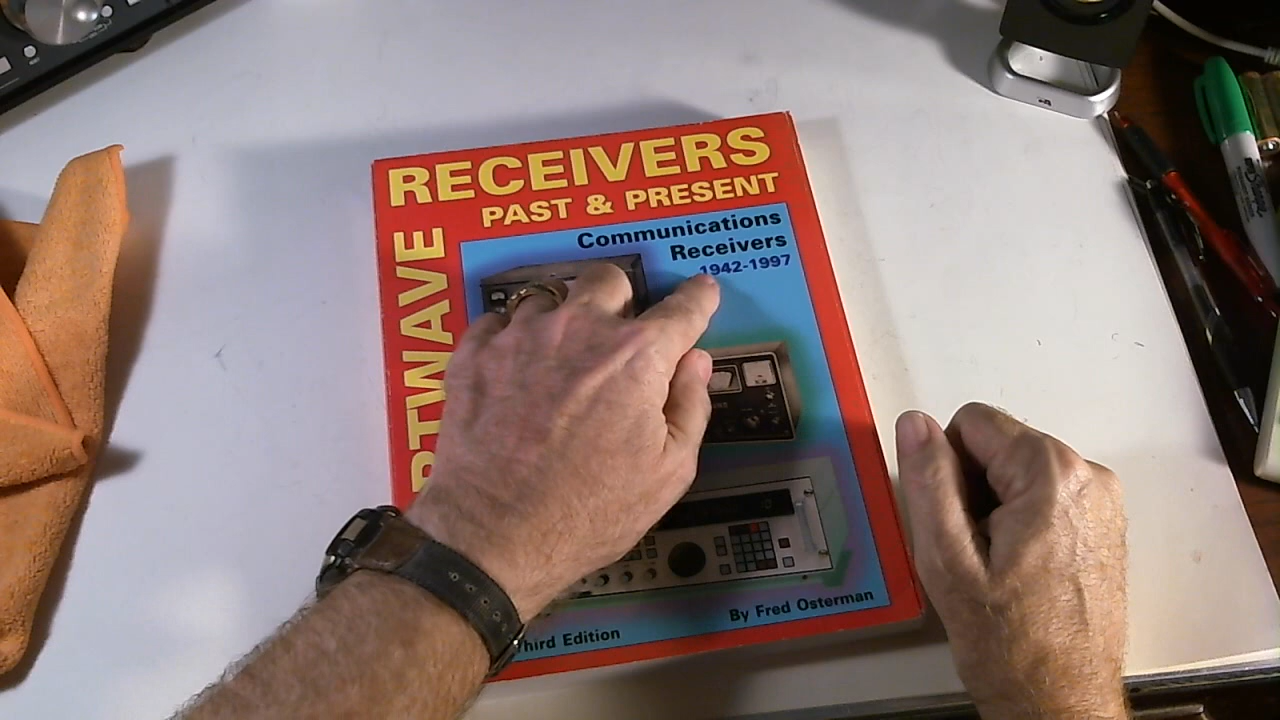 RECEIVERS
PAST & PRESENT
RTWAVE
Communications
Receivers
1942-1997
By Fred Osterman
Third Edition